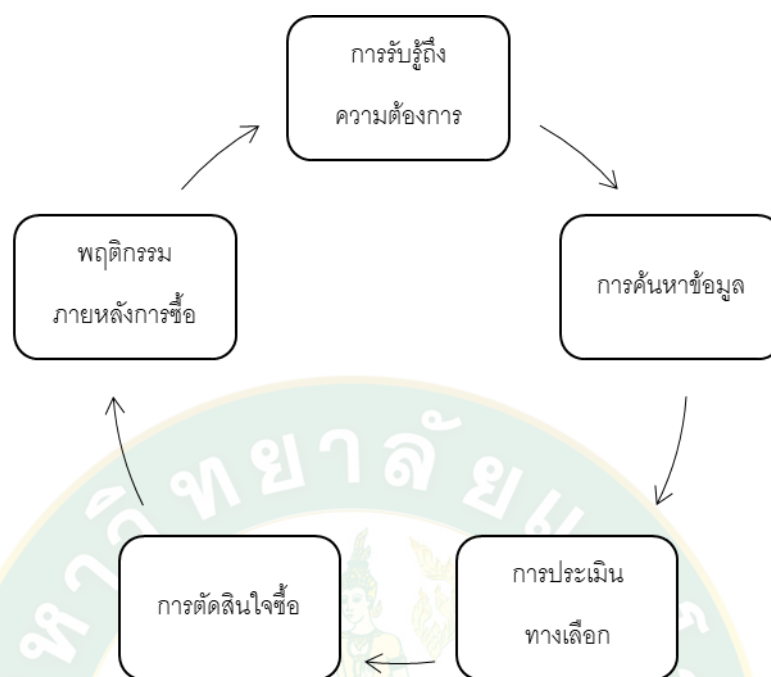 การรับรู้ถึง
ความต้องการ
การค้นหาข้อมูล
การประเมิน
ทางเลือก
การตัดสินใจซื้อ
พฤติกรรม
ภายหลังการซื้อ